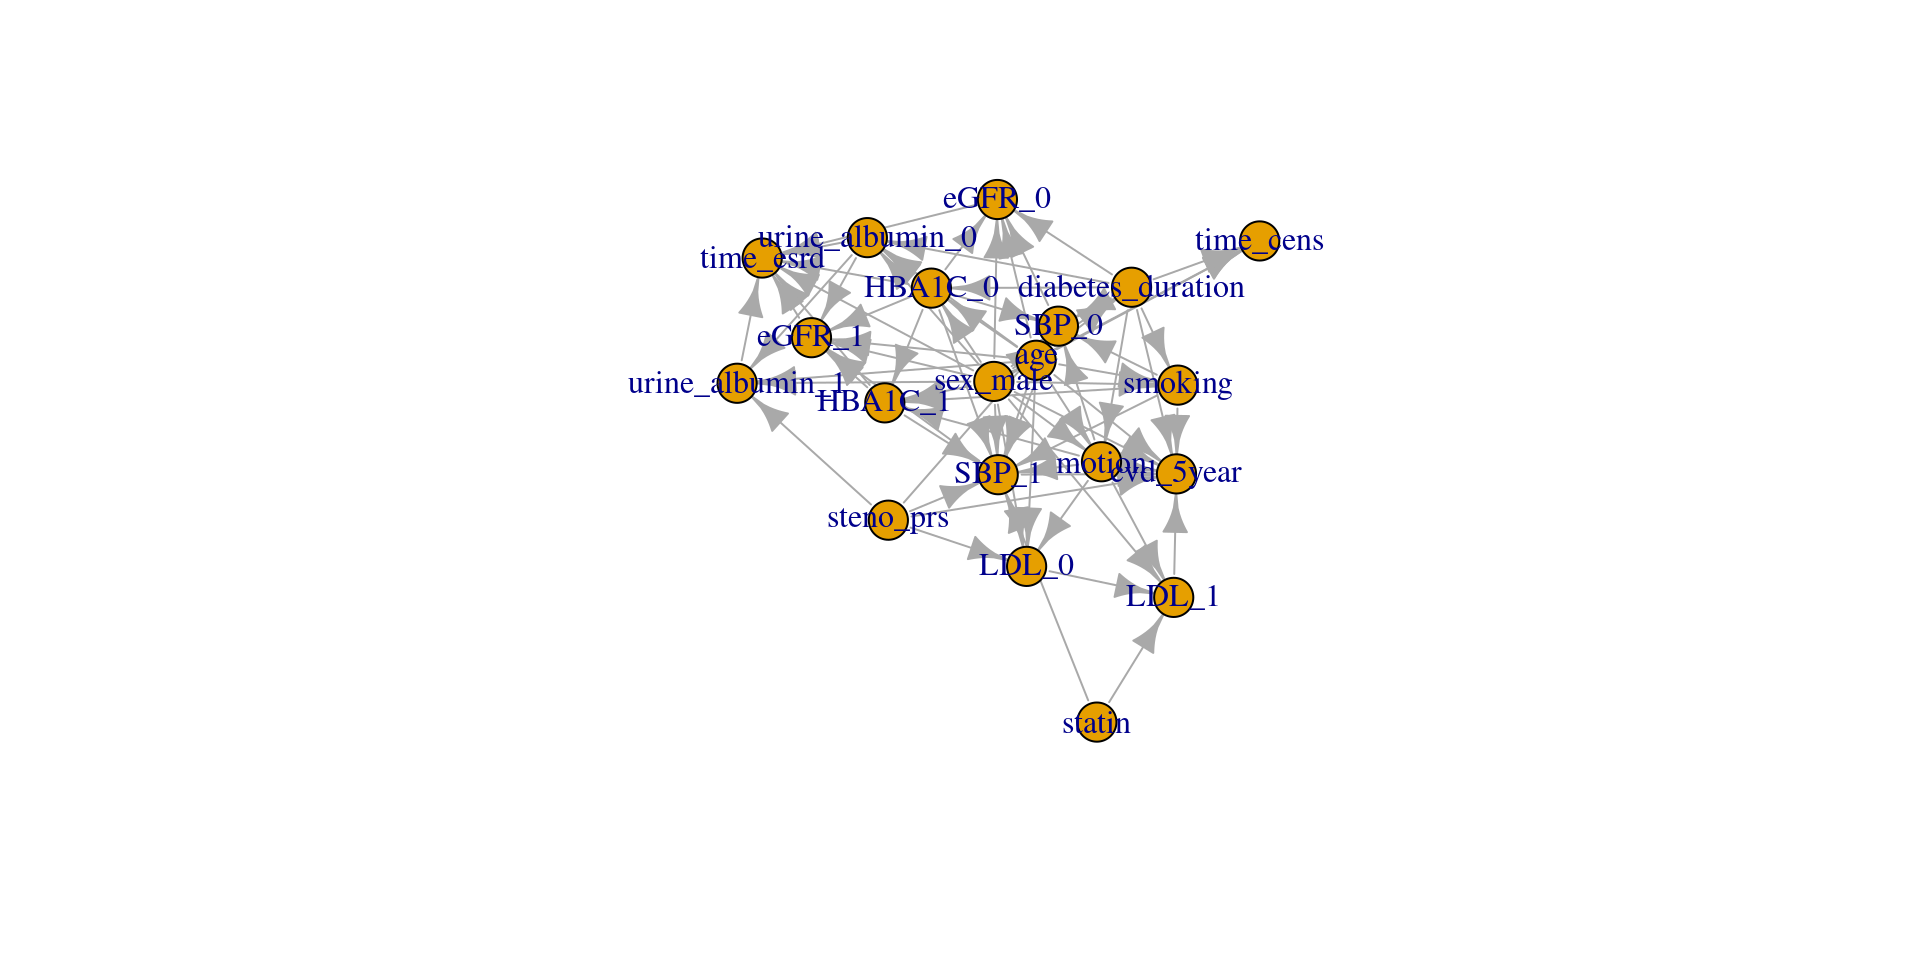 eGFR_0
urine_albumin_0
time_cens
time_esrd
HBA1C_0
diabetes_duration
SBP_0
eGFR_1
age
sex_male
smoking
urine_albumin_1
HBA1C_1
motion
SBP_1
cvd_5year
steno_prs
LDL_0
LDL_1
statin